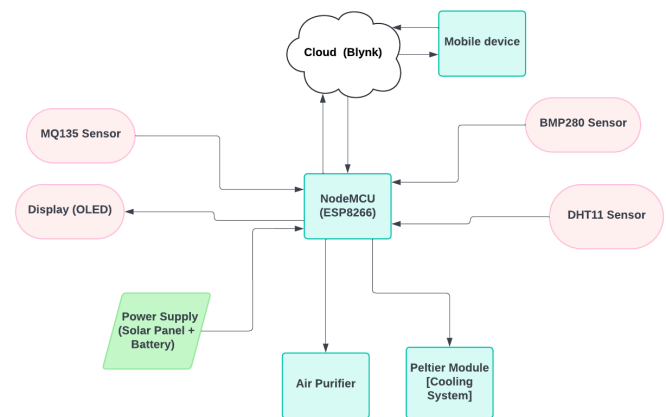 Mobile device
Cloud  (Blynk)
MQ135 Sensor
BMP280 Sensor
NodeMCU
(ESP8266)
Display (OLED)
DHT11 Sensor
Power Supply
(Solar Panel +
Battery)
Air Purifier
Peltier Module
[Cooling
System]